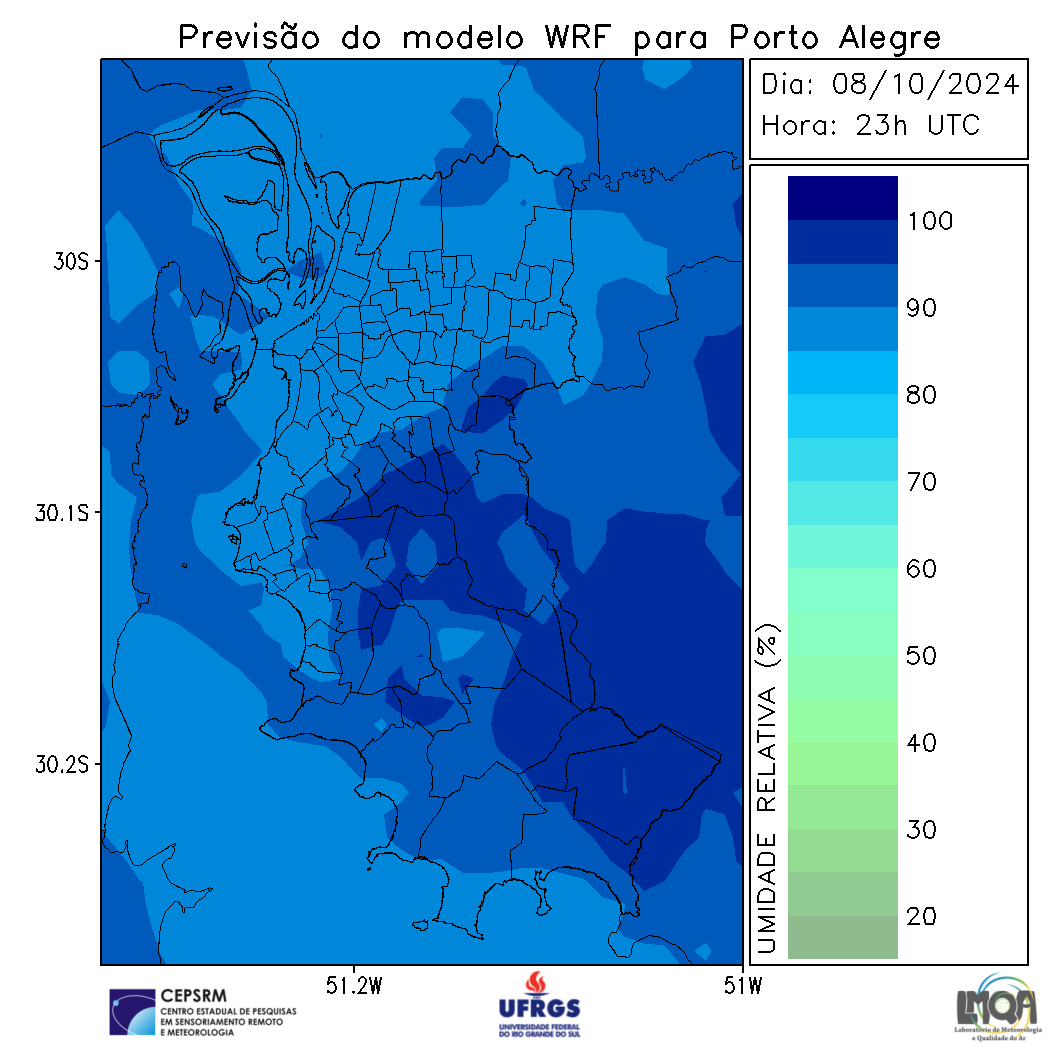 Previsão do modelo WRF para Porto Alegre
Dia: 08/10/2024
Hora: 23h UTC
30S
30.1S
30.2S
51.2W
51W
100
90
80
70
60
50
40
30
20
UMIDADE RELATIVA (%)
CEPSRM
CENTRO ESTADUAL DE PESQUISAS
EM SENSORIAMENTO REMOTO
E METEOROLOGIA
UFRGS
UNIVERSIDADE FEDERAL
DO RIO GRANDE DO SUL
LMQA
Laboratório de Meteorologia
e Qualidade do Ar